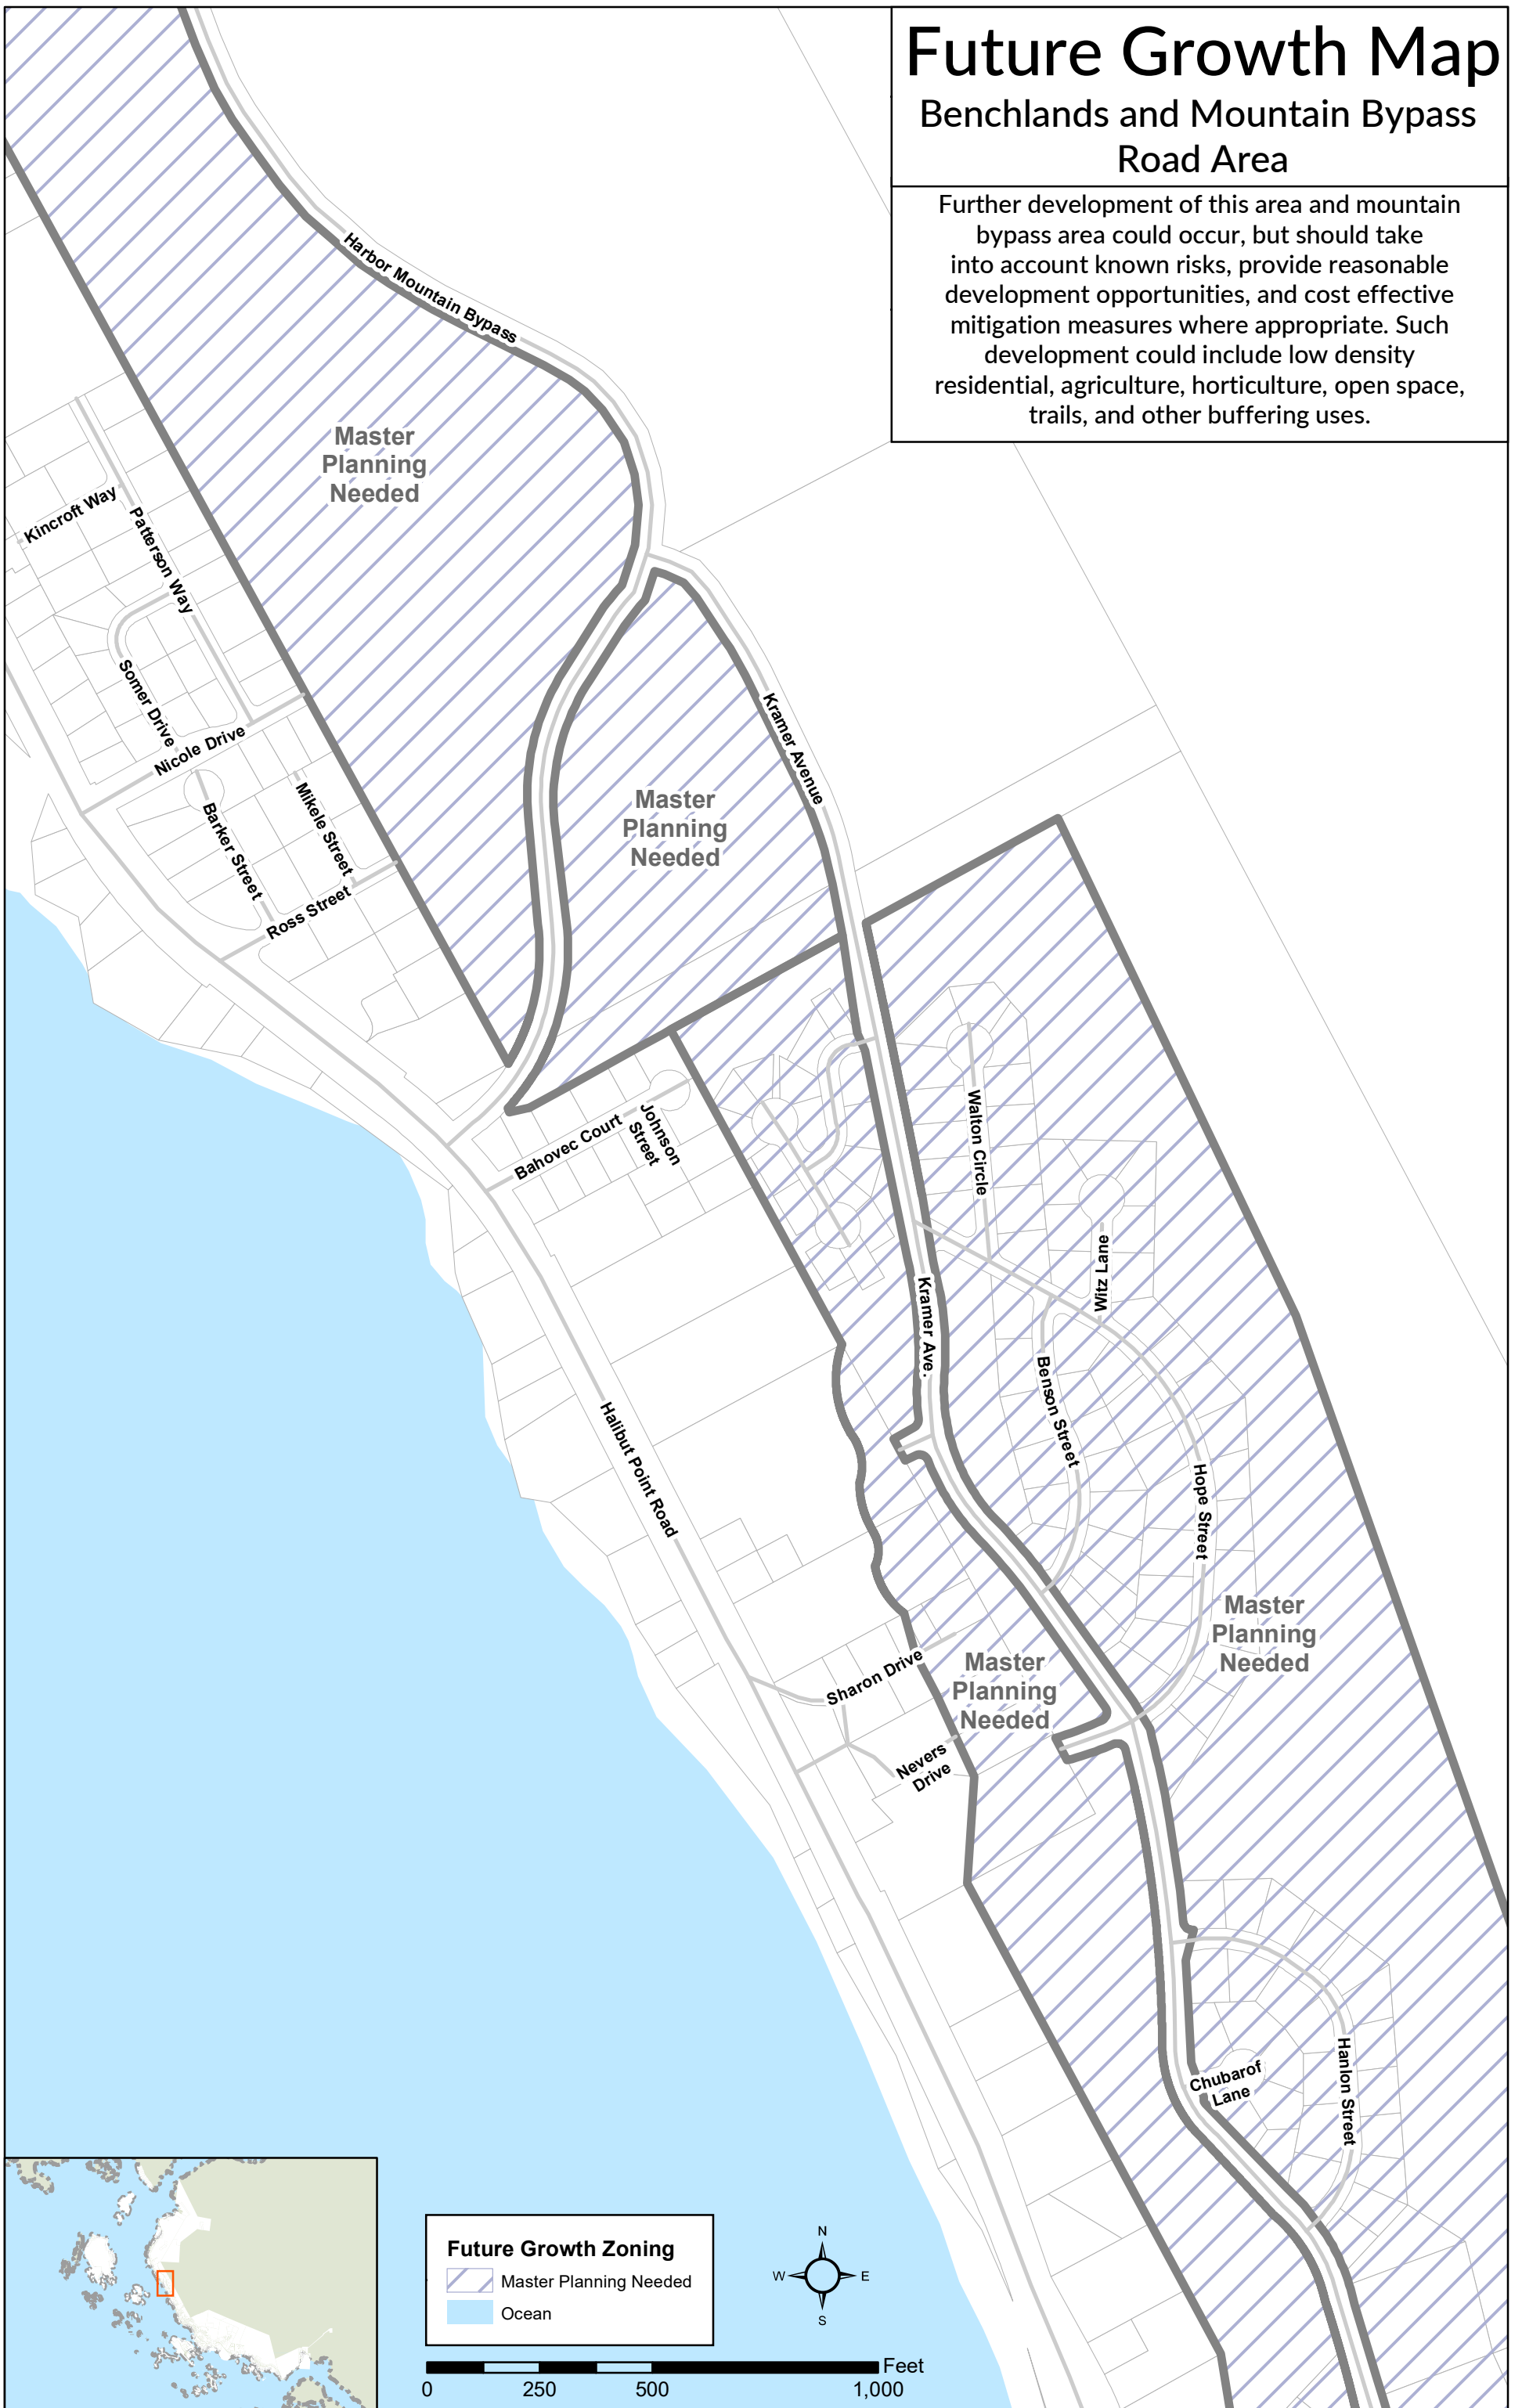 Future Growth Map
Benchlands and Mountain Bypass
Road Area
Further development of this area and mountain
bypass area could occur, but should take
into account known risks, provide reasonable
development opportunities, and cost effective
mitigation measures where appropriate. Such
development could include low density
residential, agriculture, horticulture, open space,
trails, and other buffering uses.
Harbor Mountain Bypass
Master
Planning
Needed
Kincroft Way
Patterson Way
Somer Drive
Nicole Drive
Barker Street
Mikele Street
Ross Street
Kramer Avenue
Master
Planning
Needed
Bahovec Court
Johnson
Street
Walton Circle
Witz Lane
Kramer Ave.
Benson Street
Hope Street
Halibut Point Road
Master
Planning
Needed
Master
Planning
Needed
Sharon Drive
Nevers
Drive
Chubarof
Lane
Hanlon Street
Future Growth Zoning
Master Planning Needed
Ocean
N
W
E
S
Feet
0
250
500
1,000